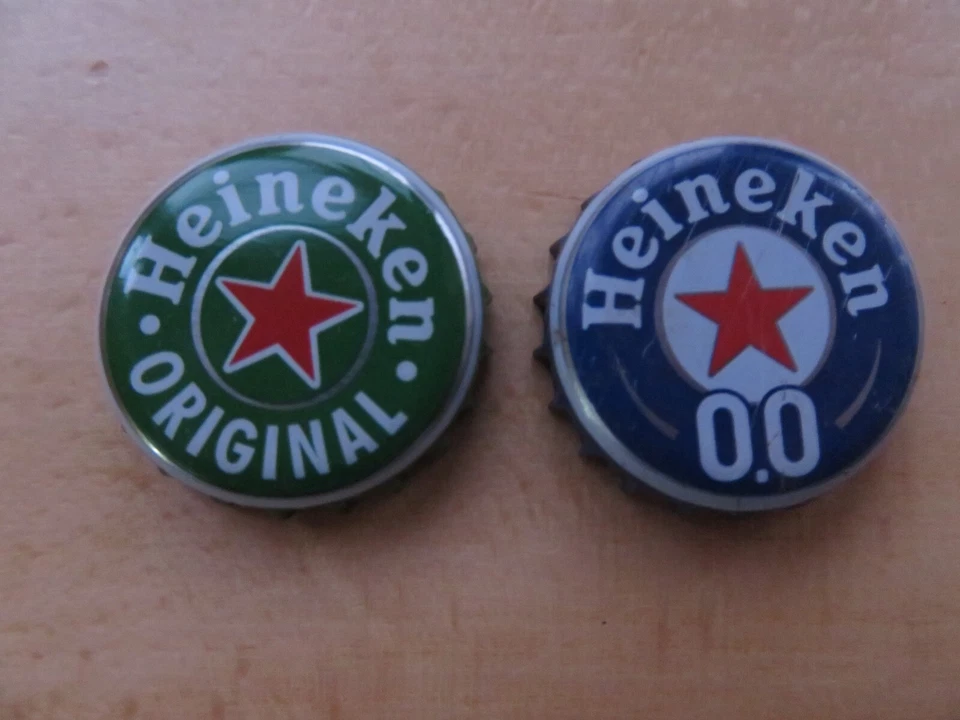 Heineken
• ORIGINAL •
Heineken
0.0